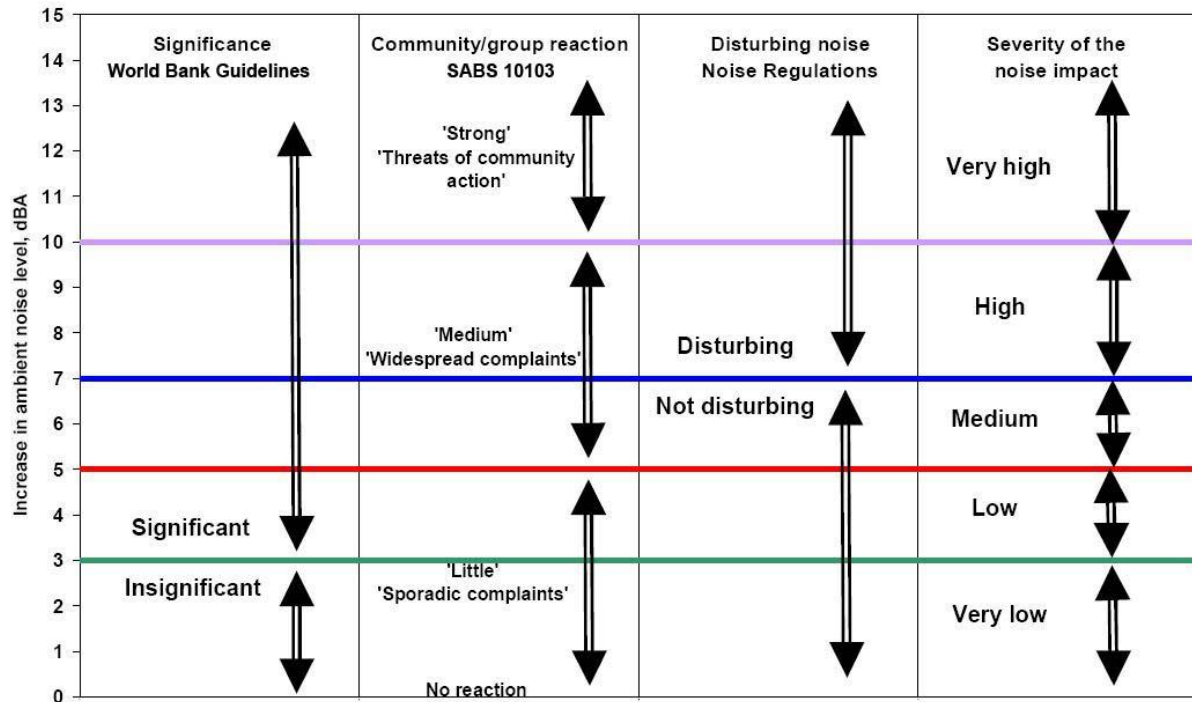 Increase in ambient noise level, dBA
15
14
13
12
11
10
9
8
7
6
5
4
3
2
1
0
Significance
World Bank Guidelines
Significant
Insignificant
Community/group reaction
SABS 10103
'Strong'
'Threats of community
action'
'Medium'
'Widespread complaints'
'Little'
'Sporadic complaints'
No reaction
Disturbing noise
Noise Regulations
Disturbing
Not disturbing
Severity of the
noise impact
Very high
High
Medium
Low
Very low